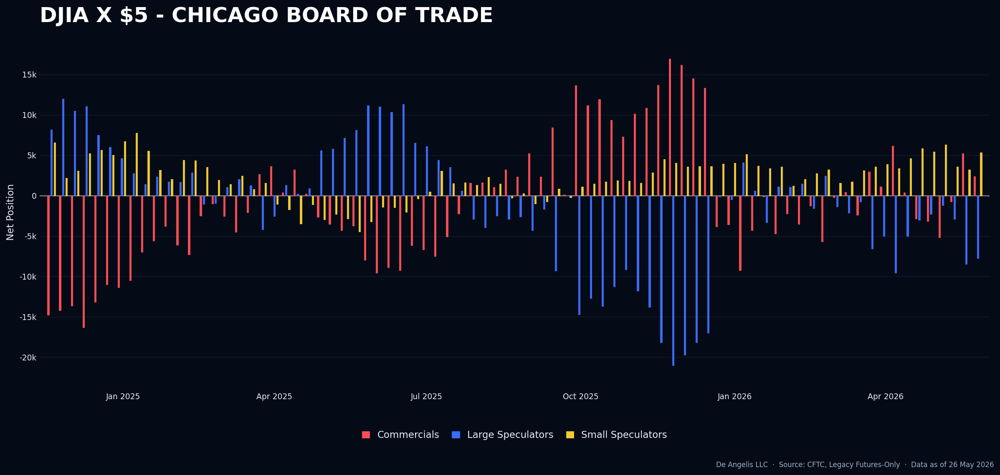 DJIA X $5 - CHICAGO BOARD OF TRADE
15k
10k
5k
0
-5k
-10k
-15k
-20k
Net Position
Jan 2025
Apr 2025
Jul 2025
Oct 2025
Jan 2026
Apr 2026
Commercials
Large Speculators
Small Speculators
De Angelis LLC · Source: CFTC, Legacy Futures-Only · Data as of 26 May 2026